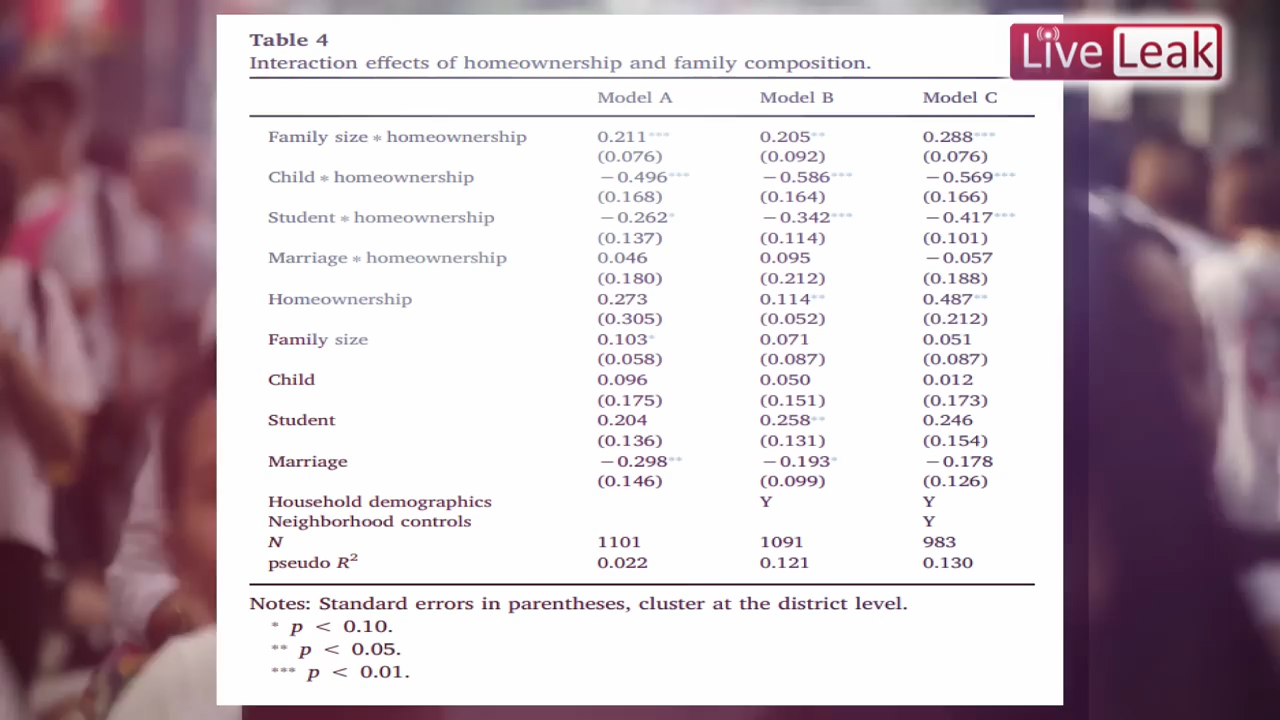 Live Leak
Table 4
Interaction effects of homeownership and family composition.
Model A Model B Model C
Family size * homeownership 0.211*** 0.205** 0.288***
(0.076) (0.092) (0.076)
Child * homeownership −0.496*** −0.586*** −0.569***
(0.168) (0.164) (0.166)
Student * homeownership −0.262* −0.342*** −0.417***
(0.137) (0.114) (0.101)
Marriage * homeownership 0.046 0.095 −0.057
(0.180) (0.212) (0.188)
Homeownership 0.273 0.114** 0.487**
(0.305) (0.052) (0.212)
Family size 0.103* 0.071 0.051
(0.058) (0.087) (0.087)
Child 0.096 0.050 0.012
(0.175) (0.151) (0.173)
Student 0.204 0.258** 0.246
(0.136) (0.131) (0.154)
Marriage −0.298** −0.193* −0.178
(0.146) (0.099) (0.126)
Household demographics Y Y
Neighborhood controls Y
N 1101 1091 983
pseudo R² 0.022 0.121 0.130
Notes: Standard errors in parentheses, cluster at the district level.
* p < 0.10.
** p < 0.05.
*** p < 0.01.